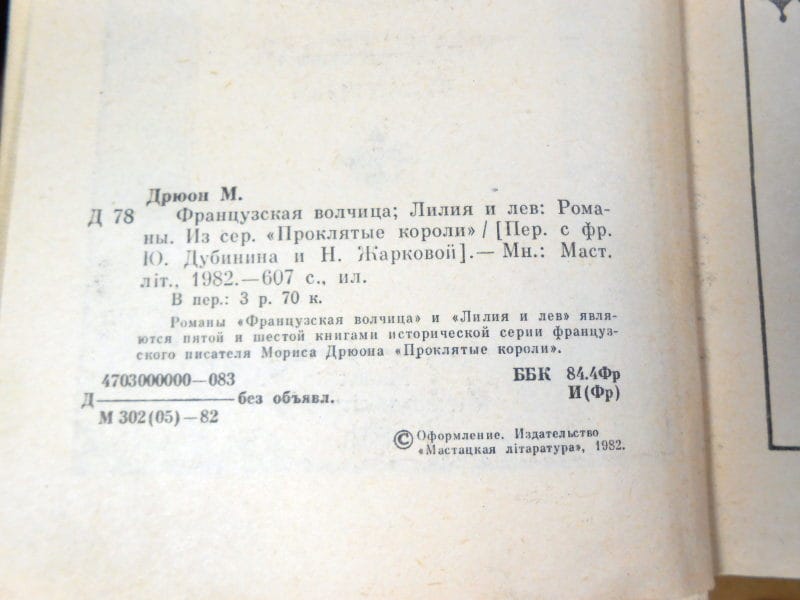 Дрюон М.
Д 78 Французская волчица; Лилия и лев: Рома-
ны. Из сер. «Проклятые короли» / [Пер. с фр.
Ю. Дубинина и Н. Жарковой]. — Мн.: Маст.
літ., 1982. — 607 с., ил.
В пер.: 3 р. 70 к.
Романы «Французская волчица» и «Лилия и лев» явля-
ются пятой и шестой книгами исторической серии францу-
зского писателя Мориса Дрюона «Проклятые короли».
4703000000—083
Д———без объявл.
М 302(05)—82
ББК 84.4Фр
И(Фр)
© Оформление. Издательство
«Мастацкая літаратура», 1982.